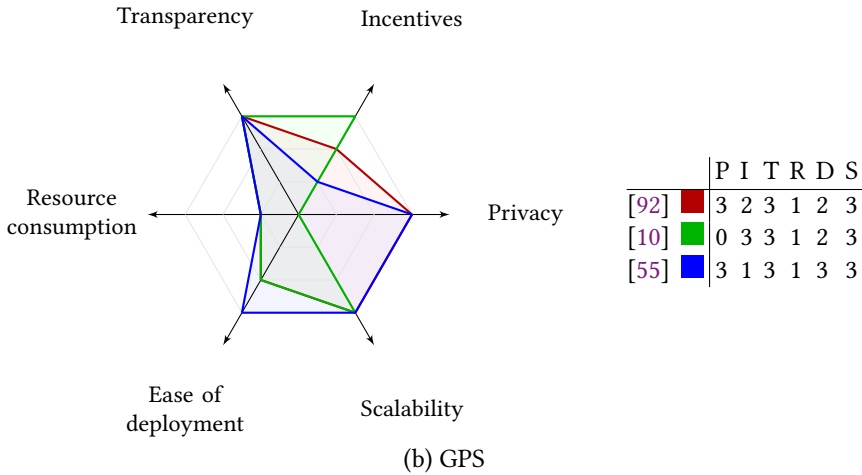 Transparency
Incentives
Resource
consumption
Privacy
Ease of
deployment
Scalability
P I T R D S
[92] 3 2 3 1 2 3
[10] 0 3 3 1 2 3
[55] 3 1 3 1 3 3
(b) GPS